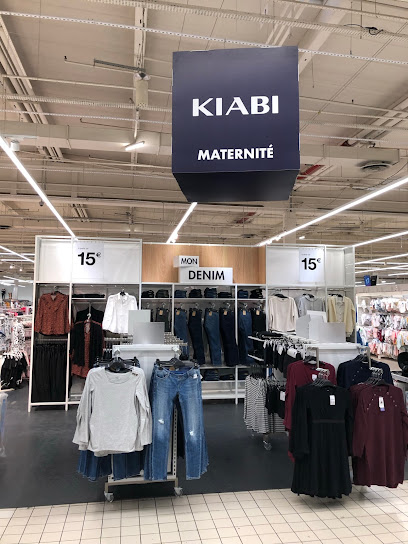 KIABI
MATERNITÉ
15€
MON
DENIM
15€